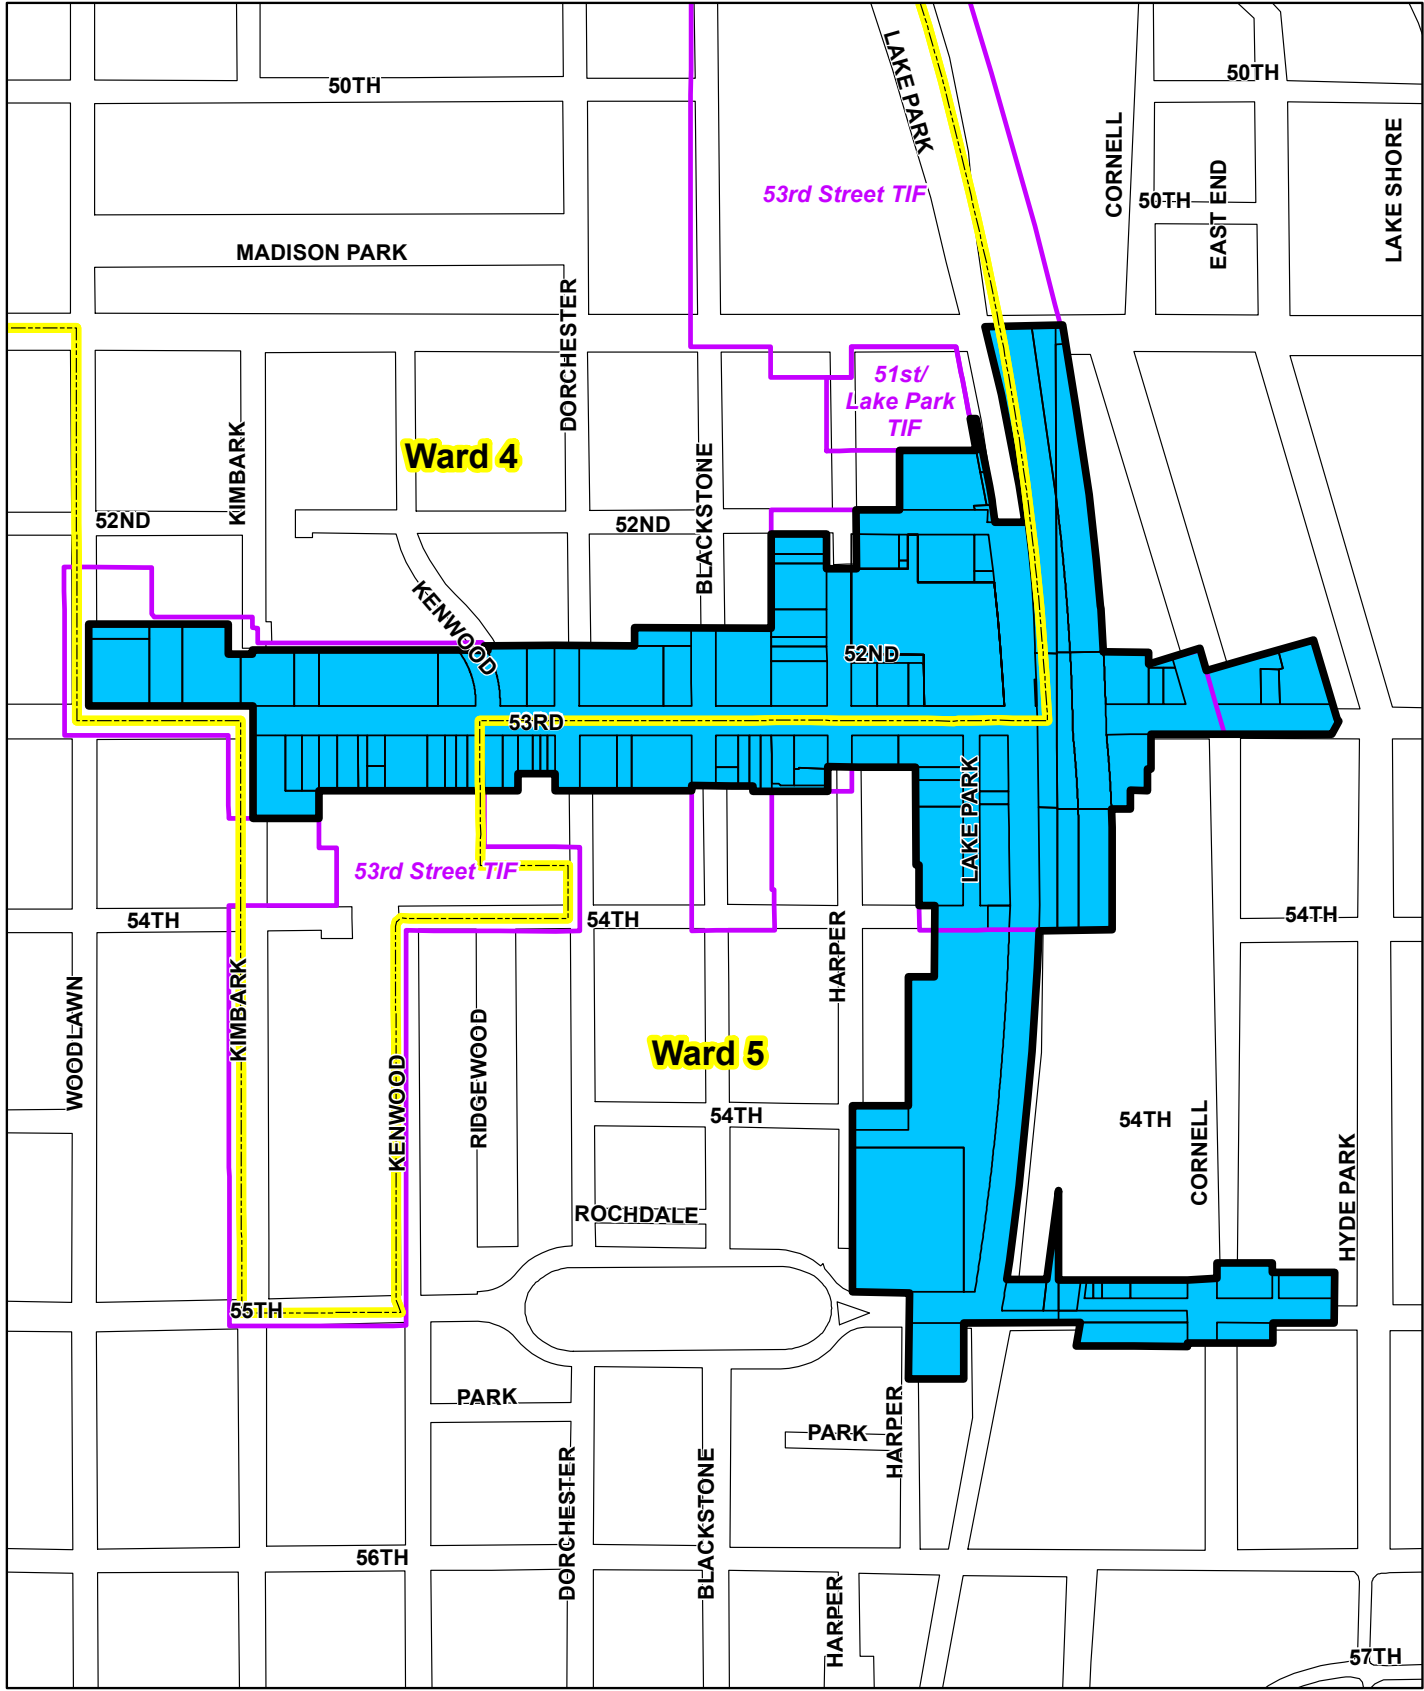 50TH
LAKE PARK
50TH
CORNELL
LAKE SHORE
53rd Street TIF
50TH
EAST END
MADISON PARK
DORCHESTER
51st/
Lake Park
TIF
KIMBARK
Ward 4
BLACKSTONE
52ND
52ND
KENWOOD
52ND
53RD
LAKE PARK
53rd Street TIF
54TH
54TH
54TH
HARPER
KIMBARK
WOODLAWN
RIDGEWOOD
Ward 5
KENWOOD
54TH
54TH
CORNELL
HYDE PARK
ROCHDALE
55TH
PARK
PARK
HARPER
DORCHESTER
BLACKSTONE
56TH
HARPER
57TH